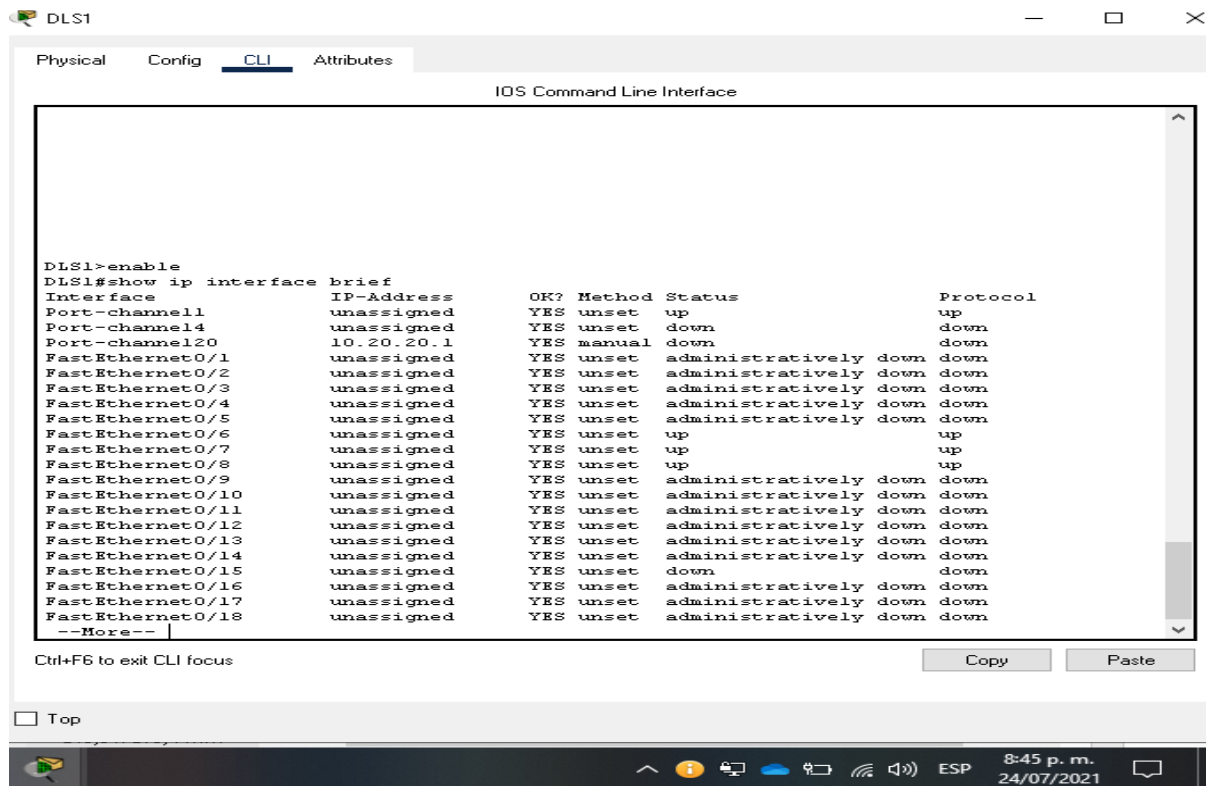 DLS1
Physical Config CLI Attributes
IOS Command Line Interface
DLS1>enable
DLS1#show ip interface brief
Interface IP-Address OK? Method Status Protocol
Port-channel1 unassigned YES unset up up
Port-channel4 unassigned YES unset down down
Port-channel20 10.20.20.1 YES manual down down
FastEthernet0/1 unassigned YES unset administratively down down
FastEthernet0/2 unassigned YES unset administratively down down
FastEthernet0/3 unassigned YES unset administratively down down
FastEthernet0/4 unassigned YES unset administratively down down
FastEthernet0/5 unassigned YES unset administratively down down
FastEthernet0/6 unassigned YES unset up up
FastEthernet0/7 unassigned YES unset up up
FastEthernet0/8 unassigned YES unset up up
FastEthernet0/9 unassigned YES unset administratively down down
FastEthernet0/10 unassigned YES unset administratively down down
FastEthernet0/11 unassigned YES unset administratively down down
FastEthernet0/12 unassigned YES unset administratively down down
FastEthernet0/13 unassigned YES unset administratively down down
FastEthernet0/14 unassigned YES unset administratively down down
FastEthernet0/15 unassigned YES unset down down
FastEthernet0/16 unassigned YES unset administratively down down
FastEthernet0/17 unassigned YES unset administratively down down
FastEthernet0/18 unassigned YES unset administratively down down
--More--
Ctrl+F6 to exit CLI focus Copy Paste
Top
ESP 8:45 p. m.
24/07/2021